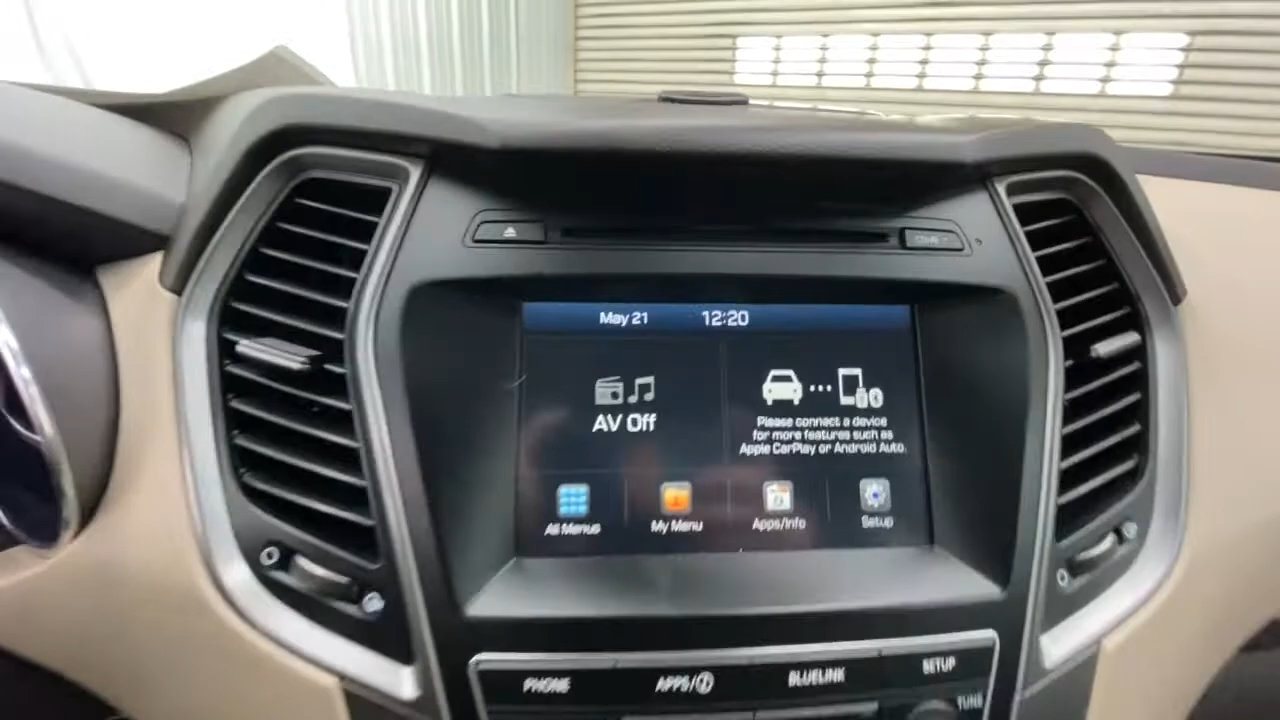 May 21 12:20
AV Off
Please connect a device
for more features such as
Apple CarPlay or Android Auto.
All Menus My Menu Apps/Info Setup
PHONE APPS/ BLUELINK SETUP
TUNE